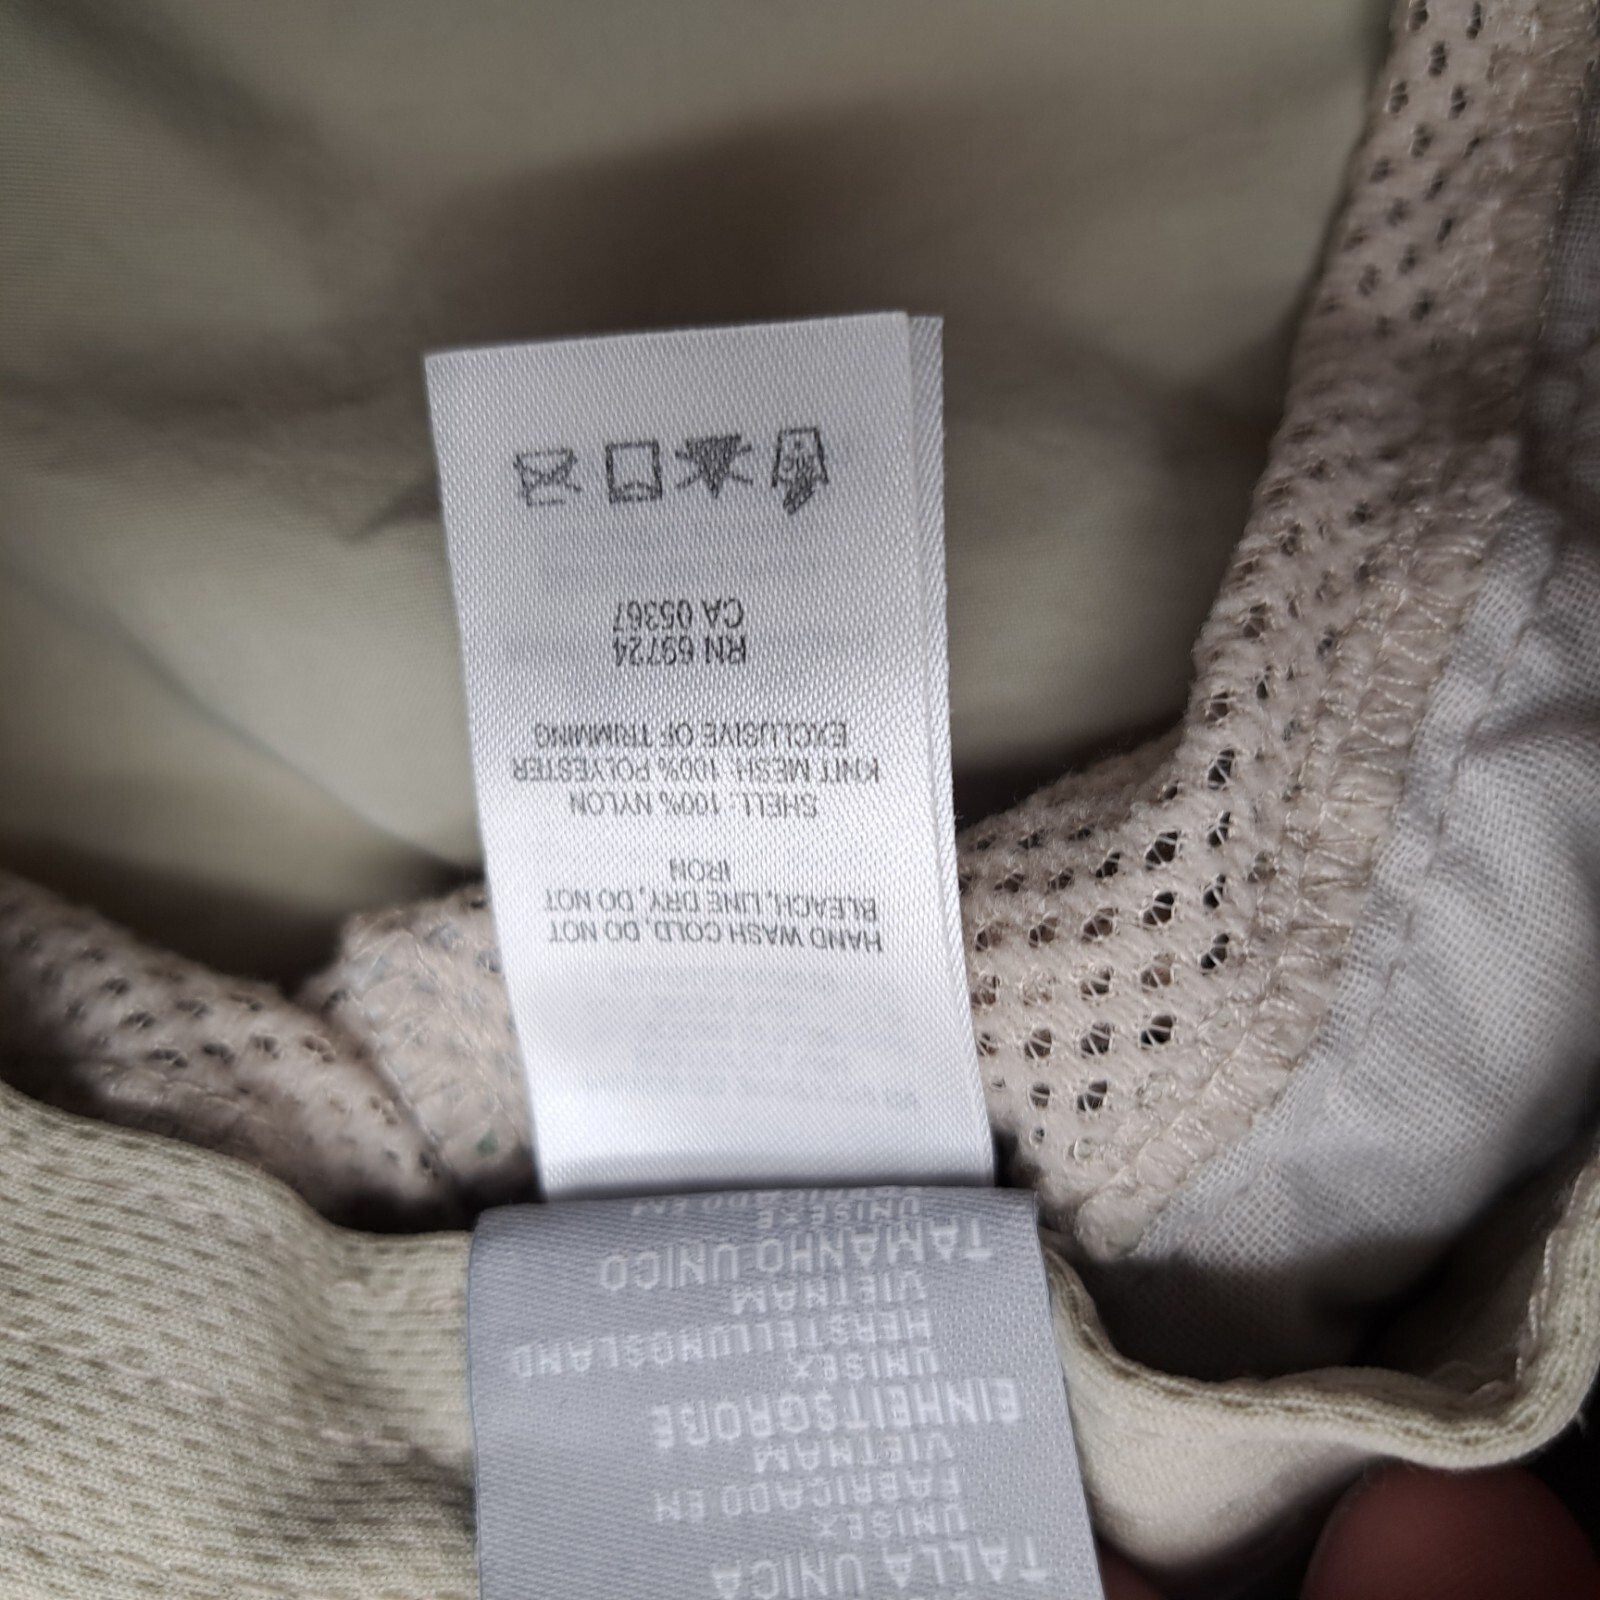 TALLA UNICA
UNISEX
FABRICADO EN
VIETNAM
EINHEITSGRÖßE
UNISEX
HERSTELLUNGSLAND
VIETNAM
TAMANHO UNICO
UNISEXE
HAND WASH COLD, DO NOT
BLEACH, LINE DRY, DO NOT
IRON
SHELL: 100% NYLON
KNIT MESH: 100% POLYESTER
EXCLUSIVE OF TRIMMING
RN 69724
CA 05367